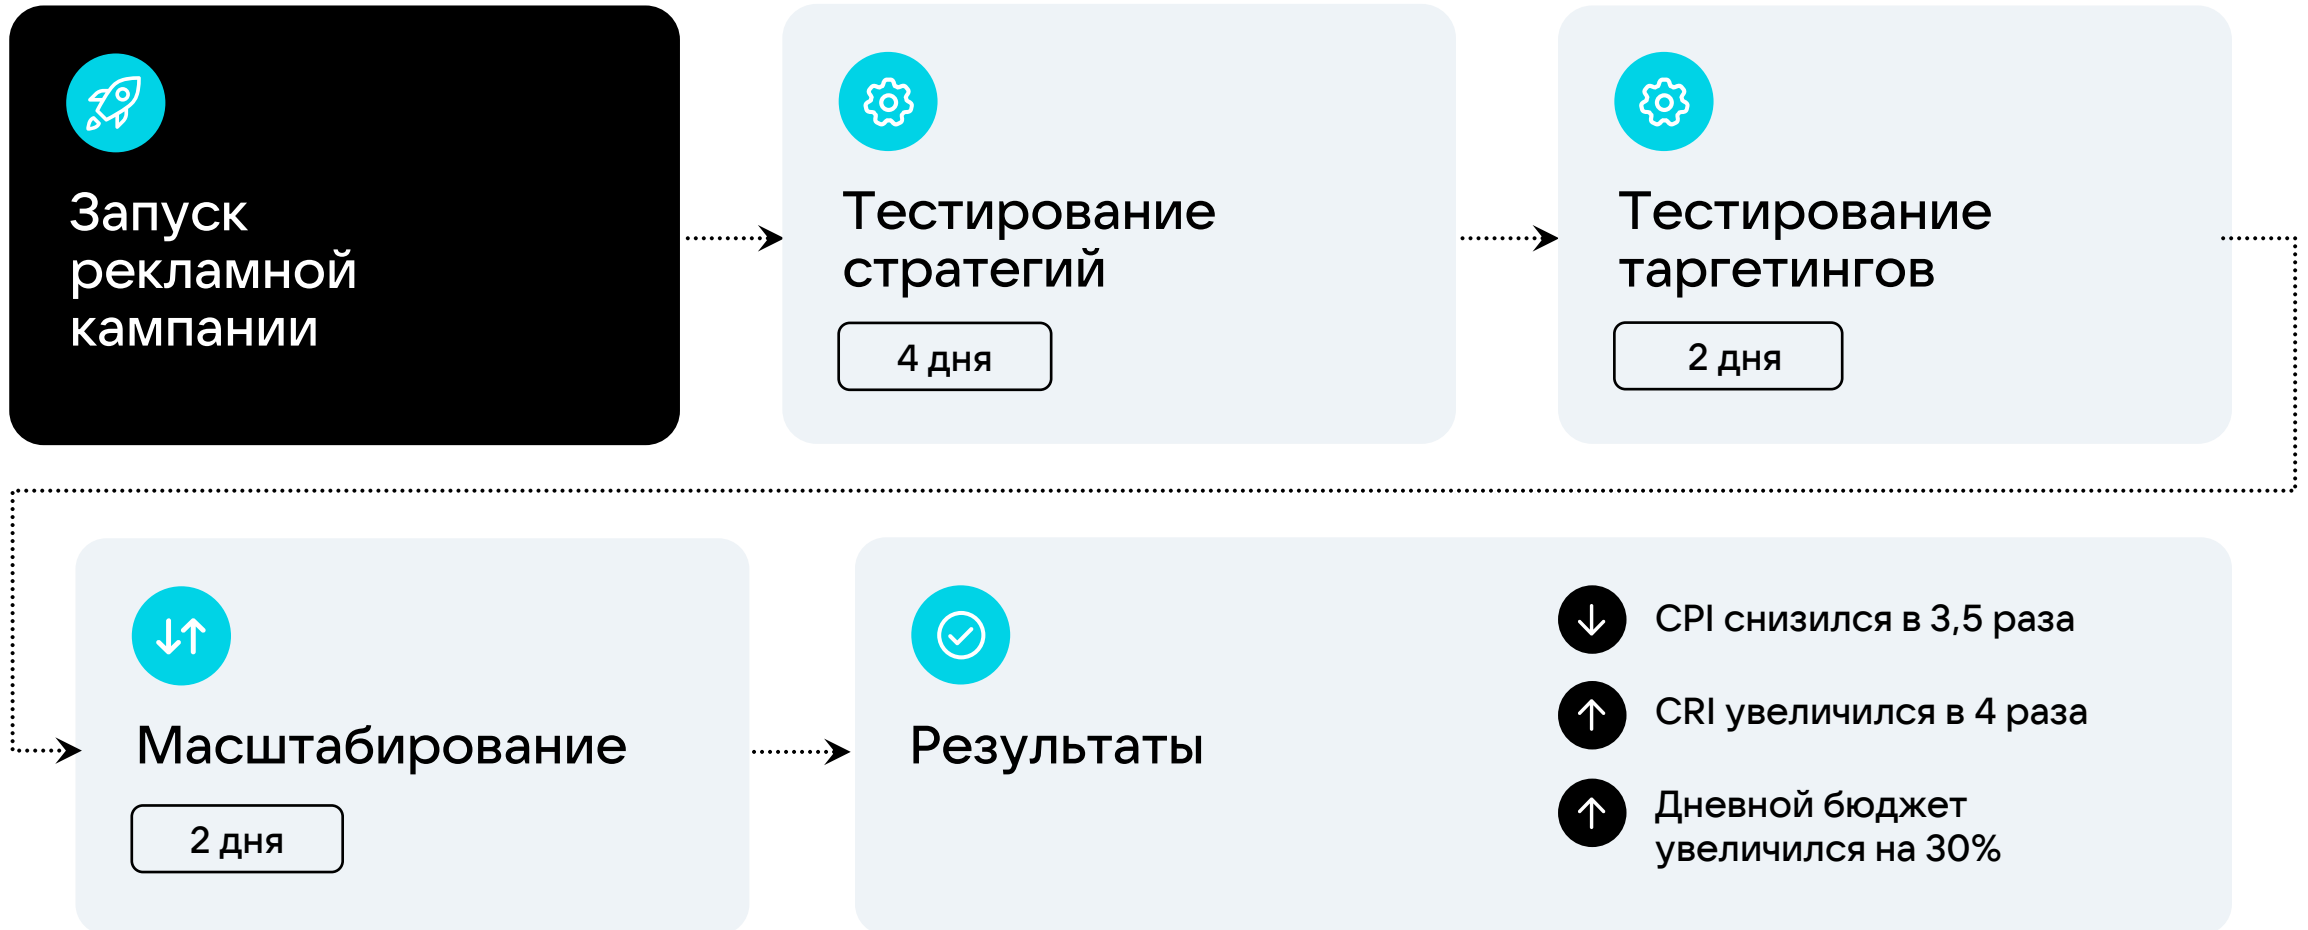 Запуск
рекламной
кампании
Тестирование
стратегий
4 дня
Тестирование
таргетингов
2 дня
Масштабирование
2 дня
Результаты
CPI снизился в 3,5 раза
CRI увеличился в 4 раза
Дневной бюджет
увеличился на 30%